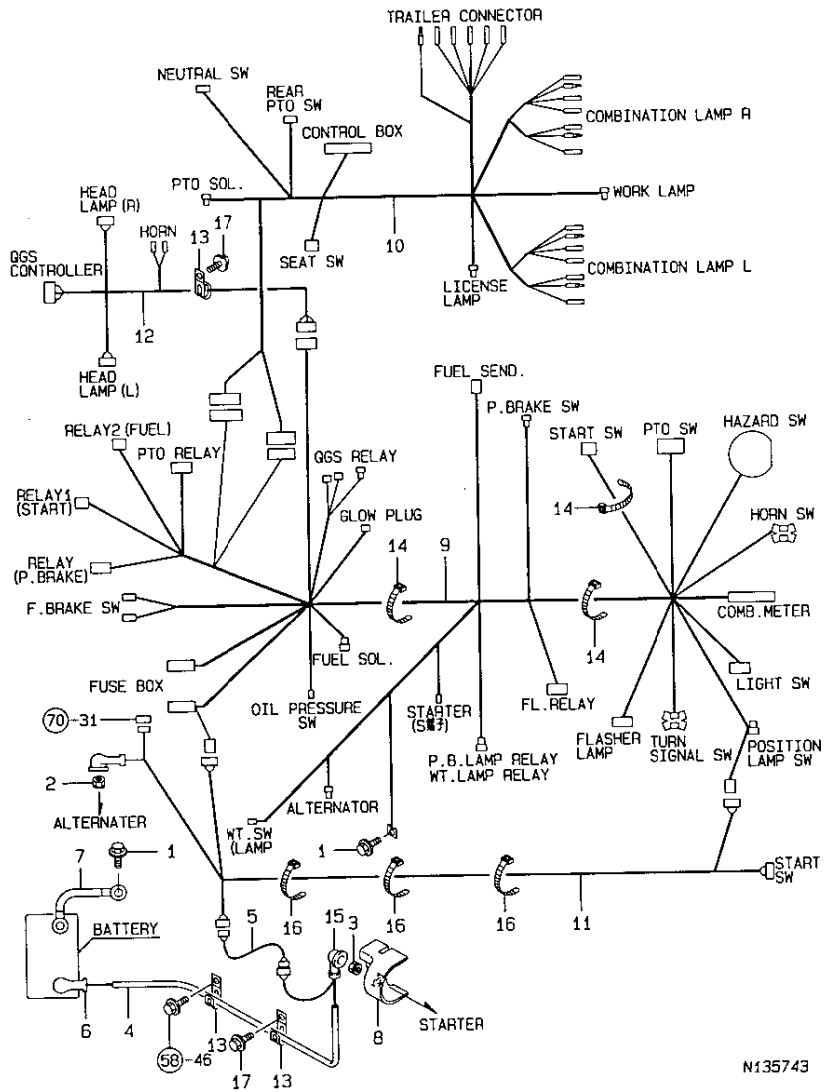 TRAILER CONNECTOR
NEUTRAL SW
REAR
PTO SW
CONTROL BOX
COMBINATION LAMP R
HEAD
LAMP (R)
PTO SOL.
WORK LAMP
HORN
13
17
10
QGS
CONTROLLER
SEAT SW
COMBINATION LAMP L
LICENSE
LAMP
12
HEAD
LAMP (L)
FUEL SEND.
P.BRAKE SW
RELAY2 (FUEL)
PTO RELAY
QGS RELAY
START SW
PTO SW
HAZARD SW
RELAY1
(START)
GLOW PLUG
14
HORN SW
RELAY
(P.BRAKE)
14
9
F.BRAKE SW
COMB.METER
14
FUEL SOL.
FUSE BOX
LIGHT SW
OIL PRESSURE
SW
STARTER
(S端子)
FL.RELAY
70-31
FLASHER
LAMP
TURN
SIGNAL SW
POSITION
LAMP SW
P.B.LAMP RELAY
WT.LAMP RELAY
2
ALTERNATOR
ALTERNATER
WT.SW
(LAMP
1
7
1
START
SW
16
16
16
11
BATTERY
5
15
3
6
4
13
8
STARTER
58-46
17
13
N135743